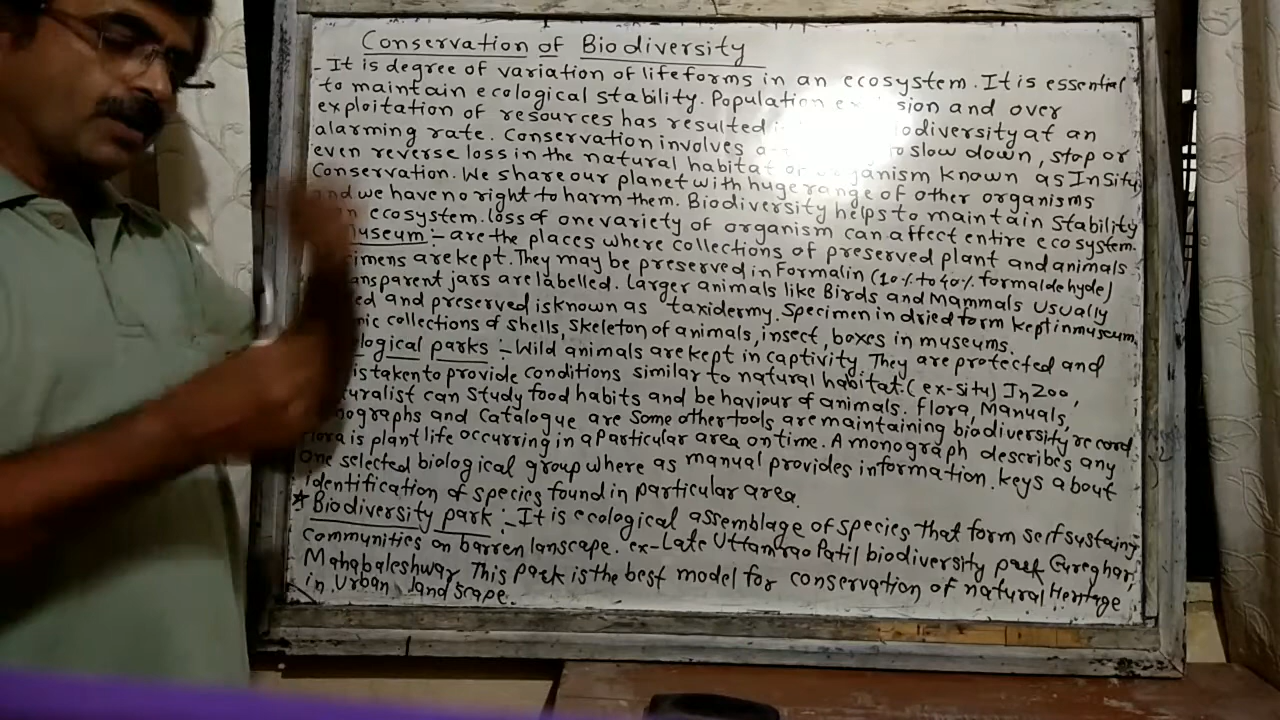 Conservation of Biodiversity
- It is degree of variation of lifeforms in an ecosystem. It is essential
to maintain ecological stability. Population sion and over
exploitation of resources has resulted odiversity at an
alarming rate. Conservation involves to slow down, stop or
even reverse loss in the natural habitat or ganism known as InSitu
Conservation. We share our planet with huge range of other organisms
and we have no right to harm them. Biodiversity helps to maintain stability
ecosystem. loss of one variety of organism can affect entire ecosystem.
useum :- are the places where collections of preserved plant and animals
cimens are kept. They may be preserved in Formalin (10% to 40% formaldehyde)
ansparent jars are labelled. Larger animals like Birds and Mammals usually
ed and preserved is known as taxidermy. Specimen in dried form kept in museum.
ic collections of shells, skeleton of animals, insect, boxes in museums.
logical parks :- Wild animals are kept in captivity. They are protected and
is taken to provide conditions similar to natural habitat. (ex-situ) In Zoo,
uralist can study food habits and behaviour of animals. Flora, Manuals,
nographs and Catalogue are some other tools are maintaining biodiversity record.
Flora is plant life occurring in a particular area on time. A monograph describes any
one selected biological group where as manual provides information. keys about
identification of species found in particular area.
* Biodiversity park :- It is ecological assemblage of species that form selfsustaing
communities on barren lanscape. ex- Late Uttamrao Patil biodiversity park Gureghar,
Mahabaleshwar This park is the best model for conservation of natural Heritage
in Urban landscape.